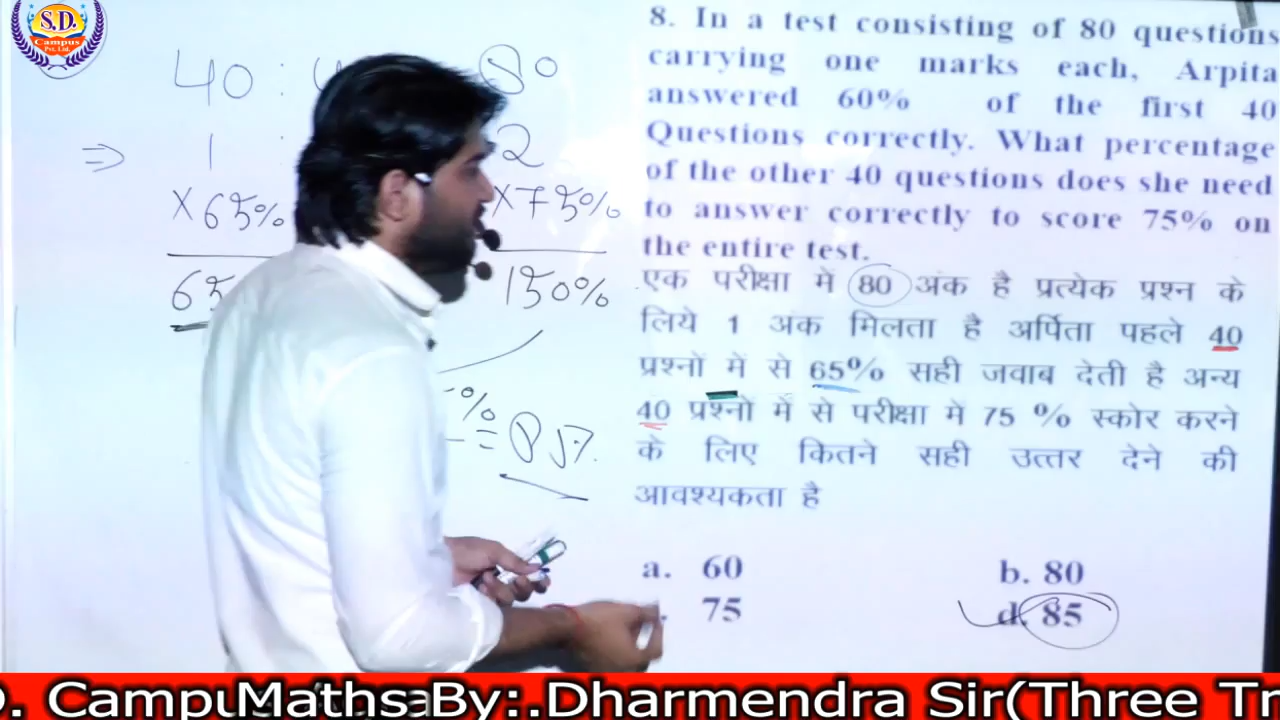 S.D.
Campus
Pvt. Ltd.
40 : 80
⇒ 1 : 2
×65% ×75%
65 150%
%
= 85%
8. In a test consisting of 80 questions
carrying one marks each, Arpita
answered 60% of the first 40
Questions correctly. What percentage
of the other 40 questions does she need
to answer correctly to score 75% on
the entire test.
एक परीक्षा में 80 अंक है प्रत्येक प्रश्न के
लिये 1 अक मिलता है अर्पिता पहले 40
प्रश्नों में से 65% सही जवाब देती है अन्य
40 प्रश्नो में से परीक्षा मे 75 % स्कोर करने
के लिए कितने सही उत्तर देने की
आवश्यकता है
a. 60 b. 80
75 d. 85
. CampuMathsaBy:.Dharmendra Sir(Three Tr